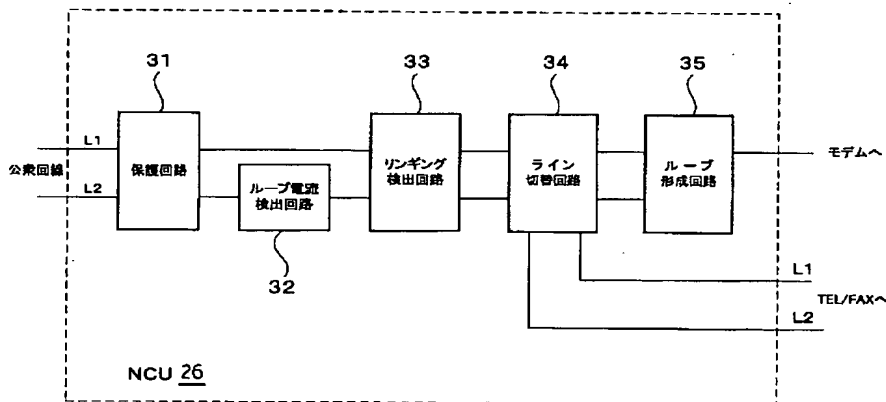 31
33
34
35
L1
公衆回線
L2
保護回路
ループ電流
検出回路
32
リンギング
検出回路
ライン
切替回路
ループ
形成回路
モデムへ
L1
TEL/FAXへ
L2
NCU 26